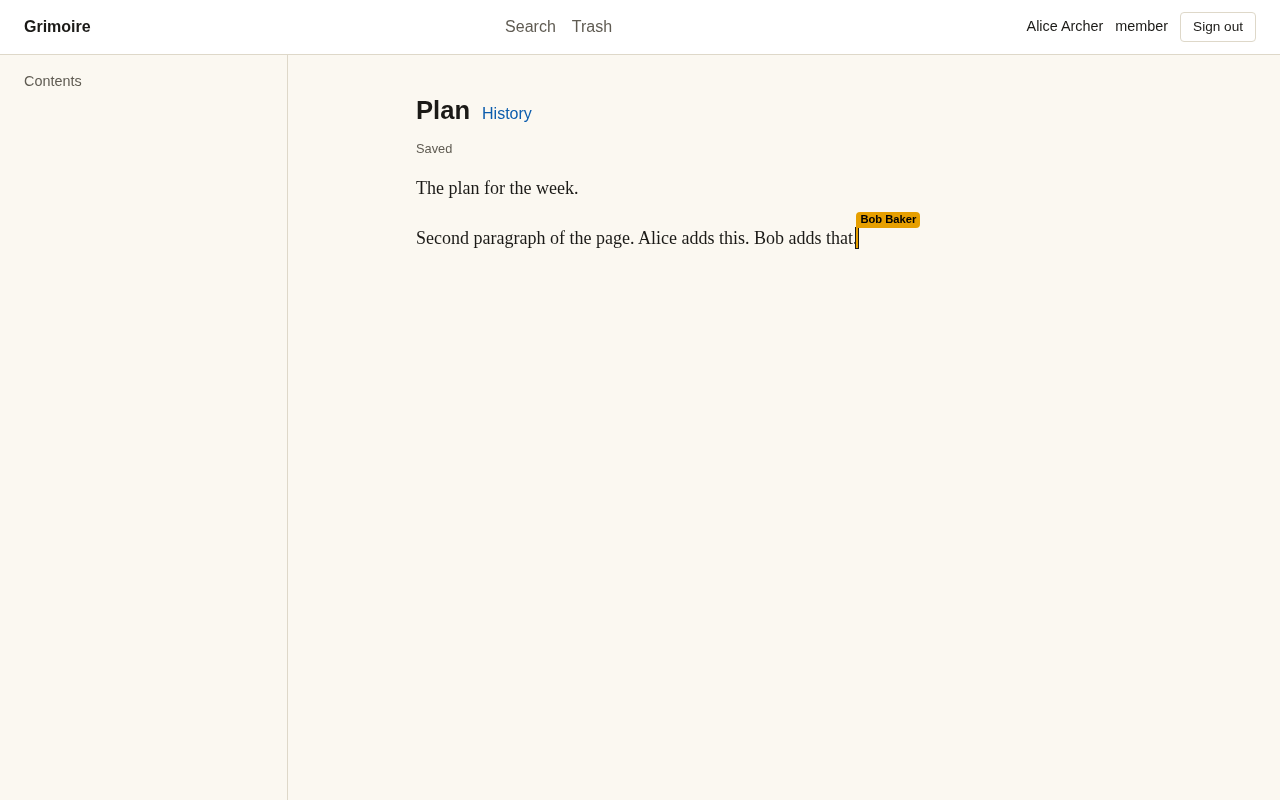 Grimoire
Search Trash
Alice Archer member Sign out
Contents
Plan History
Saved
The plan for the week.
Bob Baker
Second paragraph of the page. Alice adds this. Bob adds that.